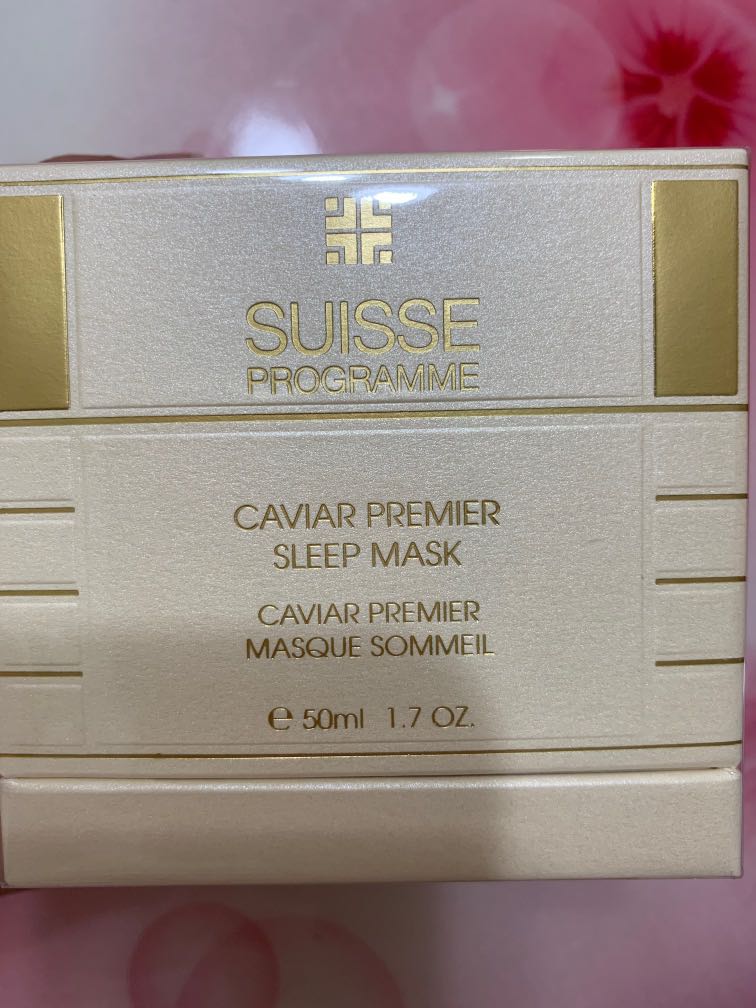 SUISSE
PROGRAMME
CAVIAR PREMIER
SLEEP MASK
CAVIAR PREMIER
MASQUE SOMMEIL
℮ 50ml 1.7 OZ.